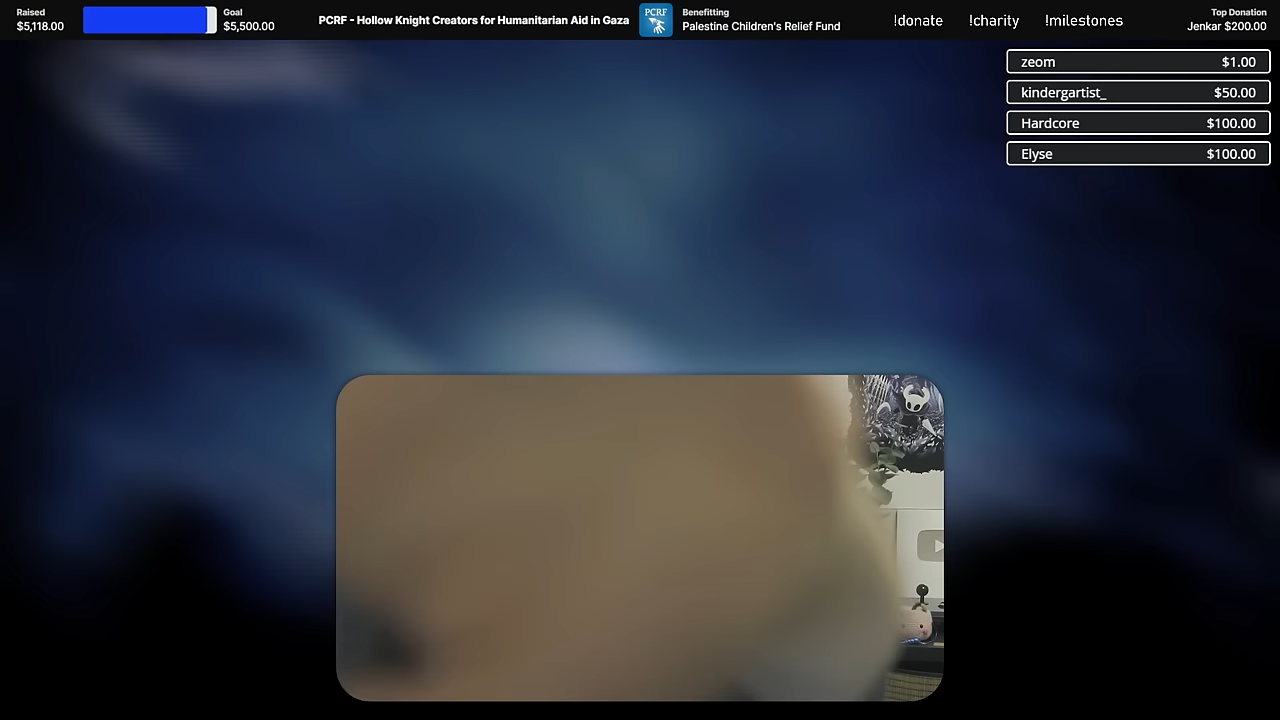 Raised
$5,118.00
Goal
$5,500.00
PCRF - Hollow Knight Creators for Humanitarian Aid in Gaza
PCRF
Benefitting
Palestine Children's Relief Fund
!donate
!charity
!milestones
Top Donation
Jenkar $200.00
zeom $1.00
kindergartist_ $50.00
Hardcore $100.00
Elyse $100.00